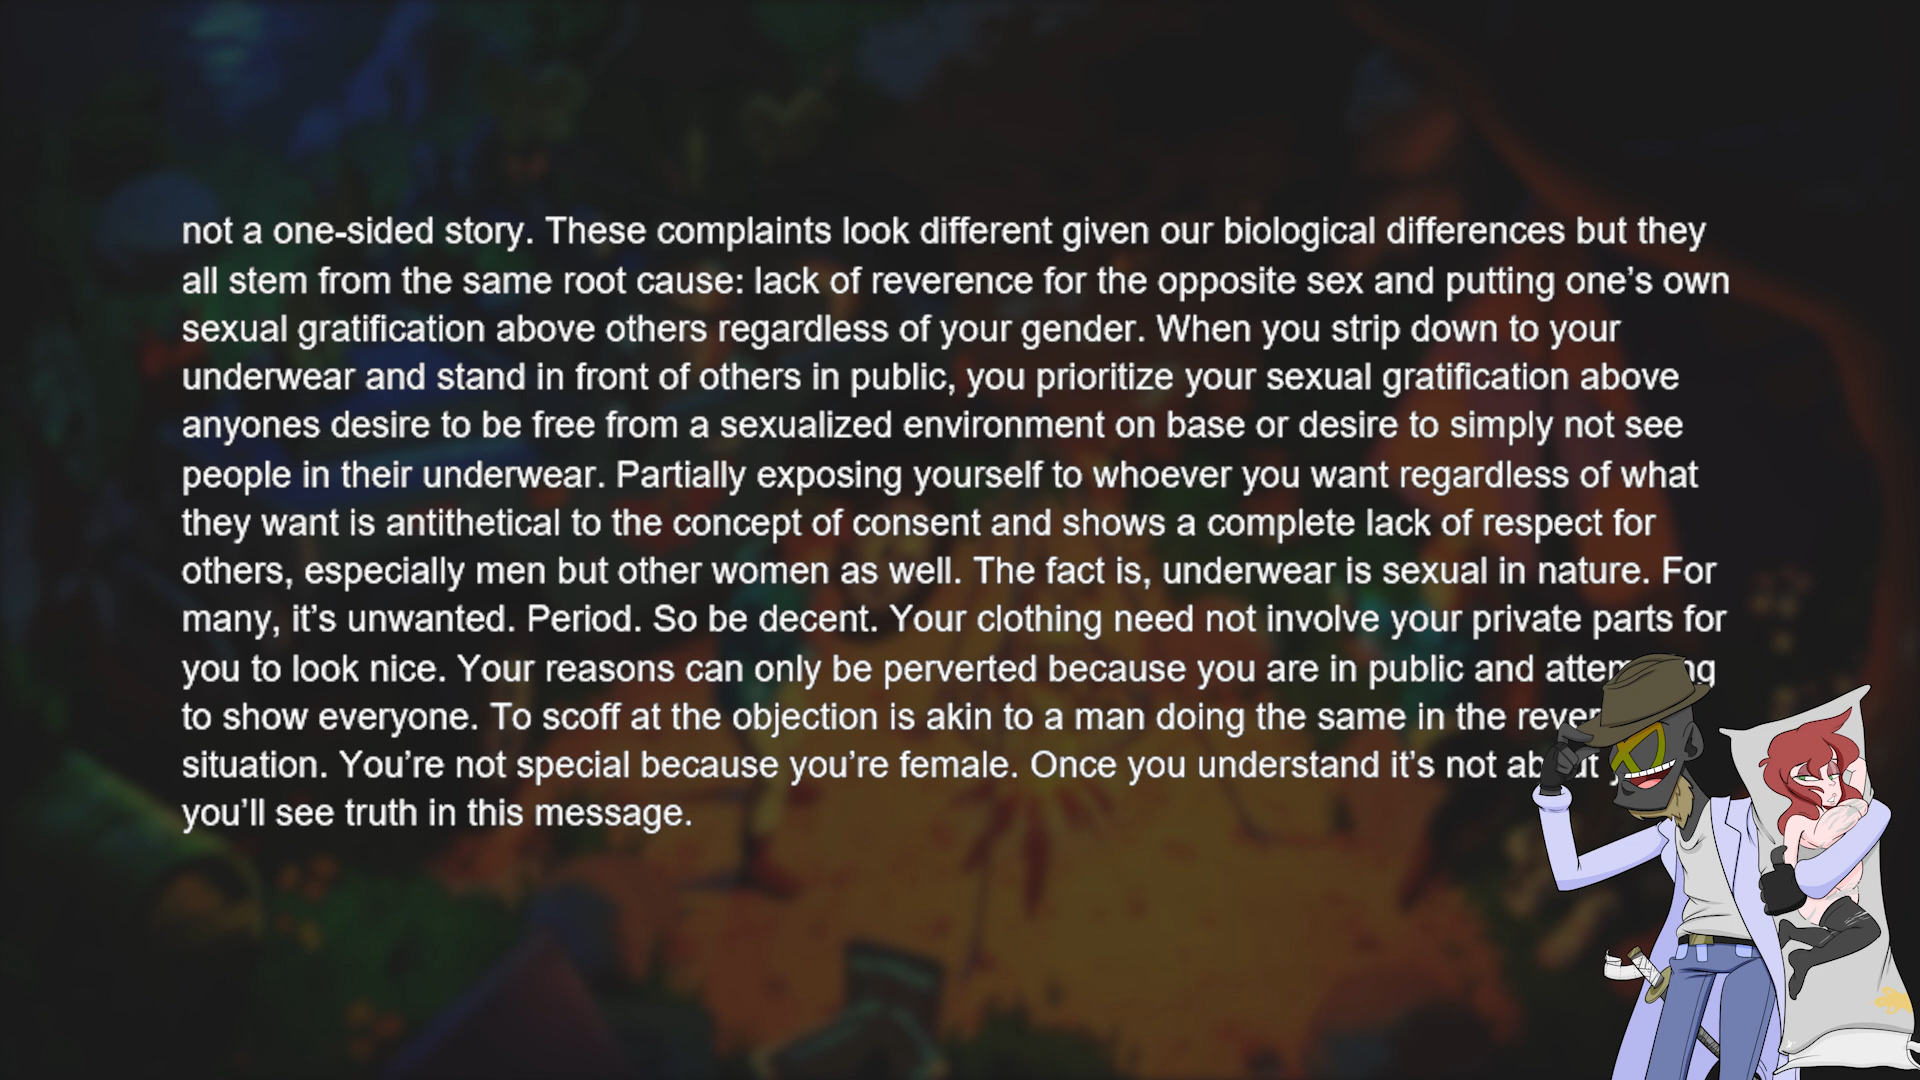 not a one-sided story. These complaints look different given our biological differences but they
all stem from the same root cause: lack of reverence for the opposite sex and putting one’s own
sexual gratification above others regardless of your gender. When you strip down to your
underwear and stand in front of others in public, you prioritize your sexual gratification above
anyones desire to be free from a sexualized environment on base or desire to simply not see
people in their underwear. Partially exposing yourself to whoever you want regardless of what
they want is antithetical to the concept of consent and shows a complete lack of respect for
others, especially men but other women as well. The fact is, underwear is sexual in nature. For
many, it’s unwanted. Period. So be decent. Your clothing need not involve your private parts for
you to look nice. Your reasons can only be perverted because you are in public and
to show everyone. To scoff at the objection is akin to a man doing the same in the
situation. You’re not special because you’re female. Once you understand it’s not
you’ll see truth in this message.